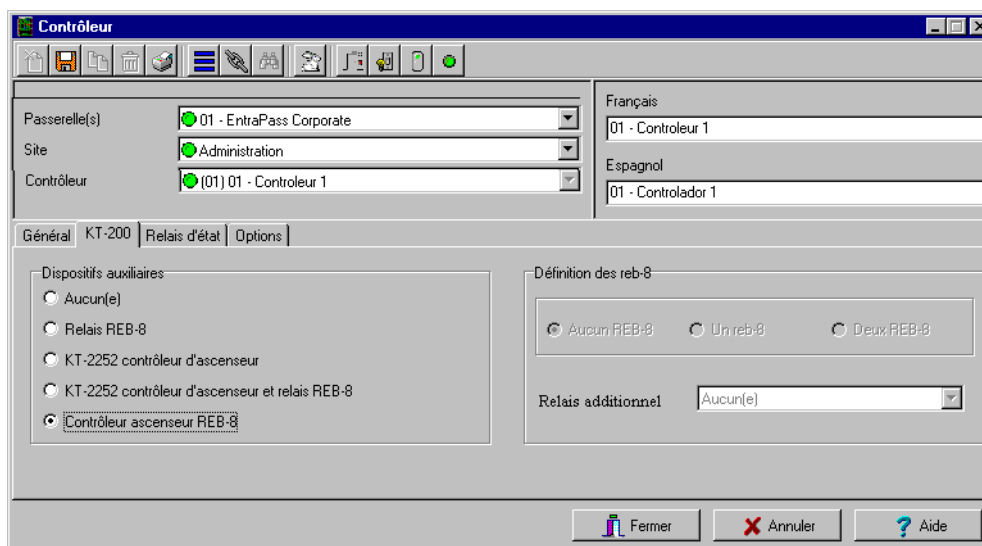 Contrôleur
Passerelle(s)
01 - EntraPass Corporate
Site
Administration
Contrôleur
(01) 01 - Controleur 1
Français
01 - Controleur 1
Espagnol
01 - Controlador 1
Général KT-200 Relais d'état Options
Dispositifs auxiliaires
Aucun(e)
Relais REB-8
KT-2252 contrôleur d'ascenseur
KT-2252 contrôleur d'ascenseur et relais REB-8
Contrôleur ascenseur REB-8
Définition des reb-8
Aucun REB-8 Un reb-8 Deux REB-8
Relais additionnel Aucun(e)
Fermer Annuler Aide